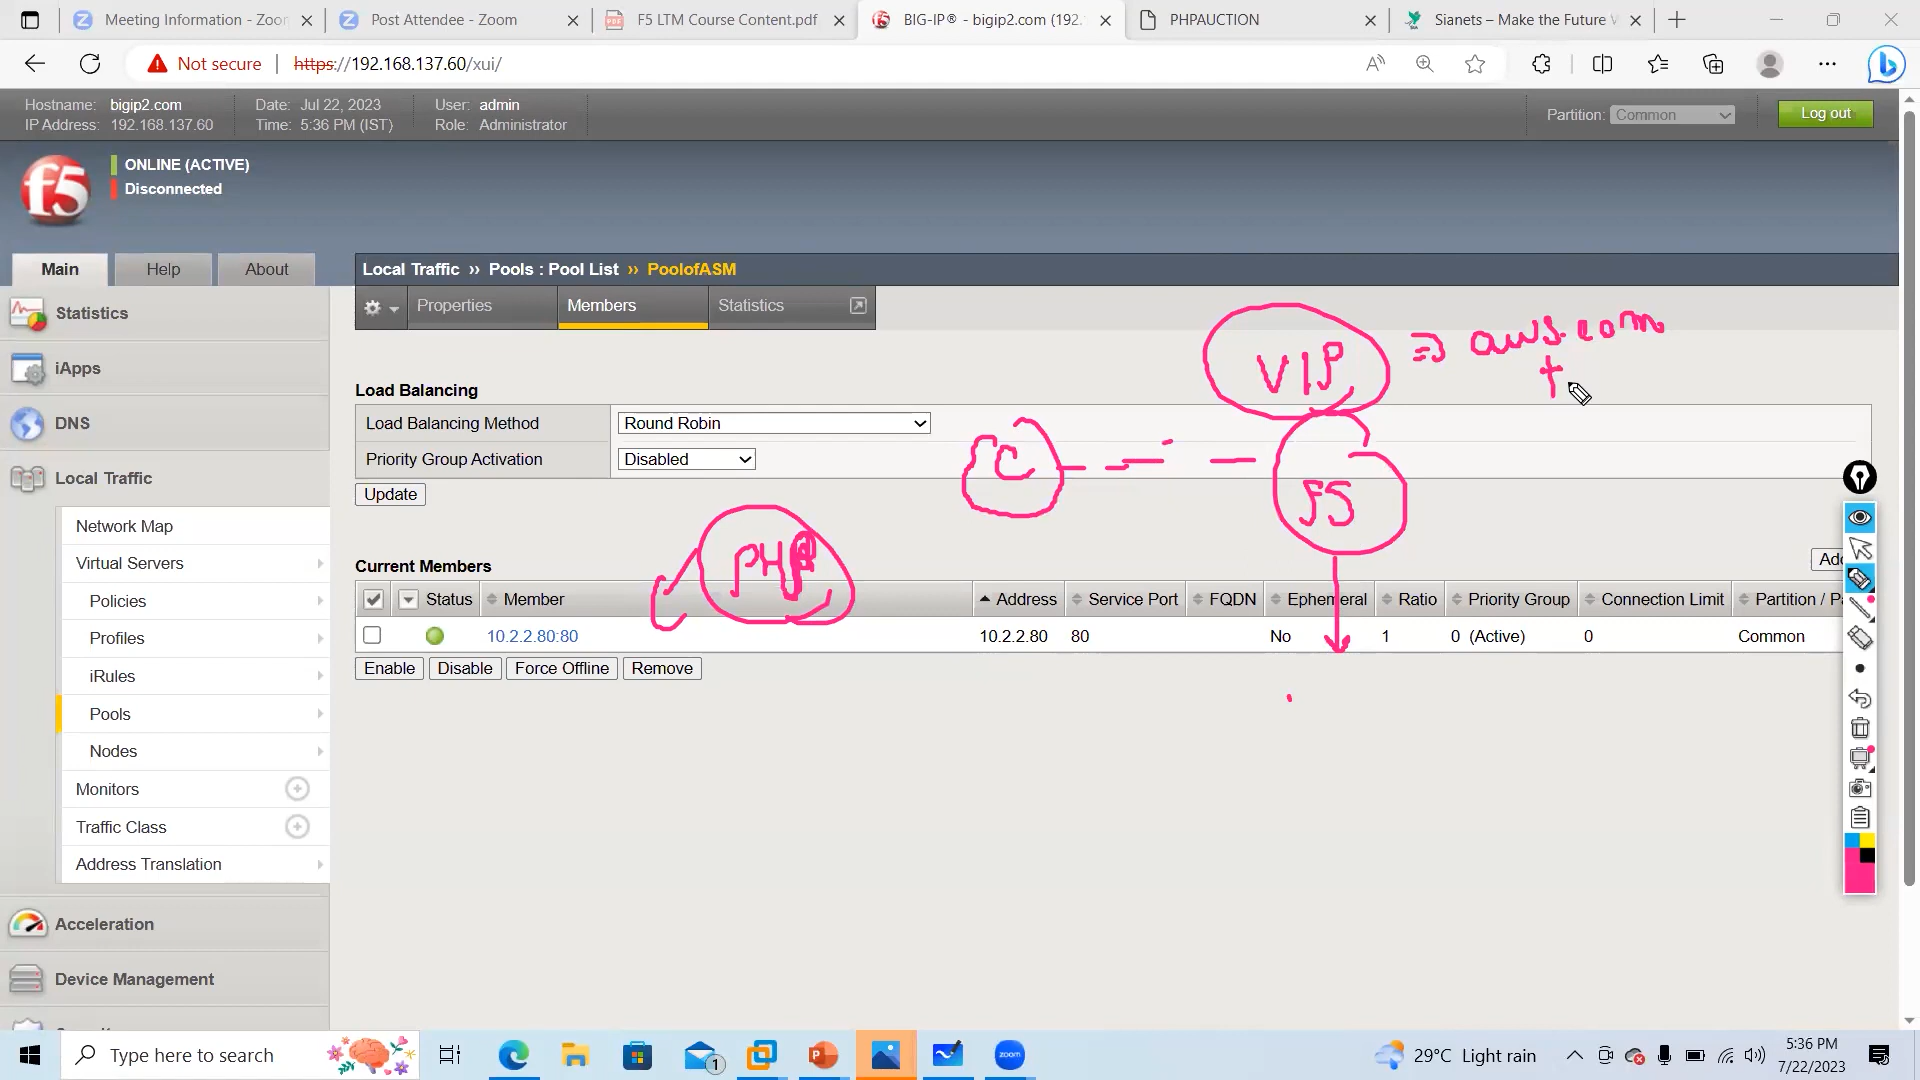 Meeting Information - Zoo
Post Attendee - Zoom
F5 LTM Course Content.pdf
BIG-IP® - bigip2.com (192.
PHPAUCTION
Sianets – Make the Future
Not secure
https://192.168.137.60/xui/
Hostname: bigip2.com
IP Address: 192.168.137.60
Date: Jul 22, 2023
Time: 5:36 PM (IST)
User: admin
Role: Administrator
Partition: Common
Log out
f5
ONLINE (ACTIVE)
Disconnected
Main
Help
About
Local Traffic ›› Pools : Pool List ›› PoolofASM
Properties
Members
Statistics
Statistics
iApps
DNS
Local Traffic
Network Map
Virtual Servers
Policies
Profiles
iRules
Pools
Nodes
Monitors
Traffic Class
Address Translation
Acceleration
Device Management
Load Balancing
Load Balancing Method Round Robin
Priority Group Activation Disabled
Update
VIP => aws.com
+
C
F5
PHP
Current Members
Status Member Address Service Port FQDN Ephemeral Ratio Priority Group Connection Limit Partition / Pa
10.2.2.80:80 10.2.2.80 80 No 1 0 (Active) 0 Common
Enable Disable Force Offline Remove
Type here to search
1
zoom
29°C Light rain
5:36 PM
7/22/2023